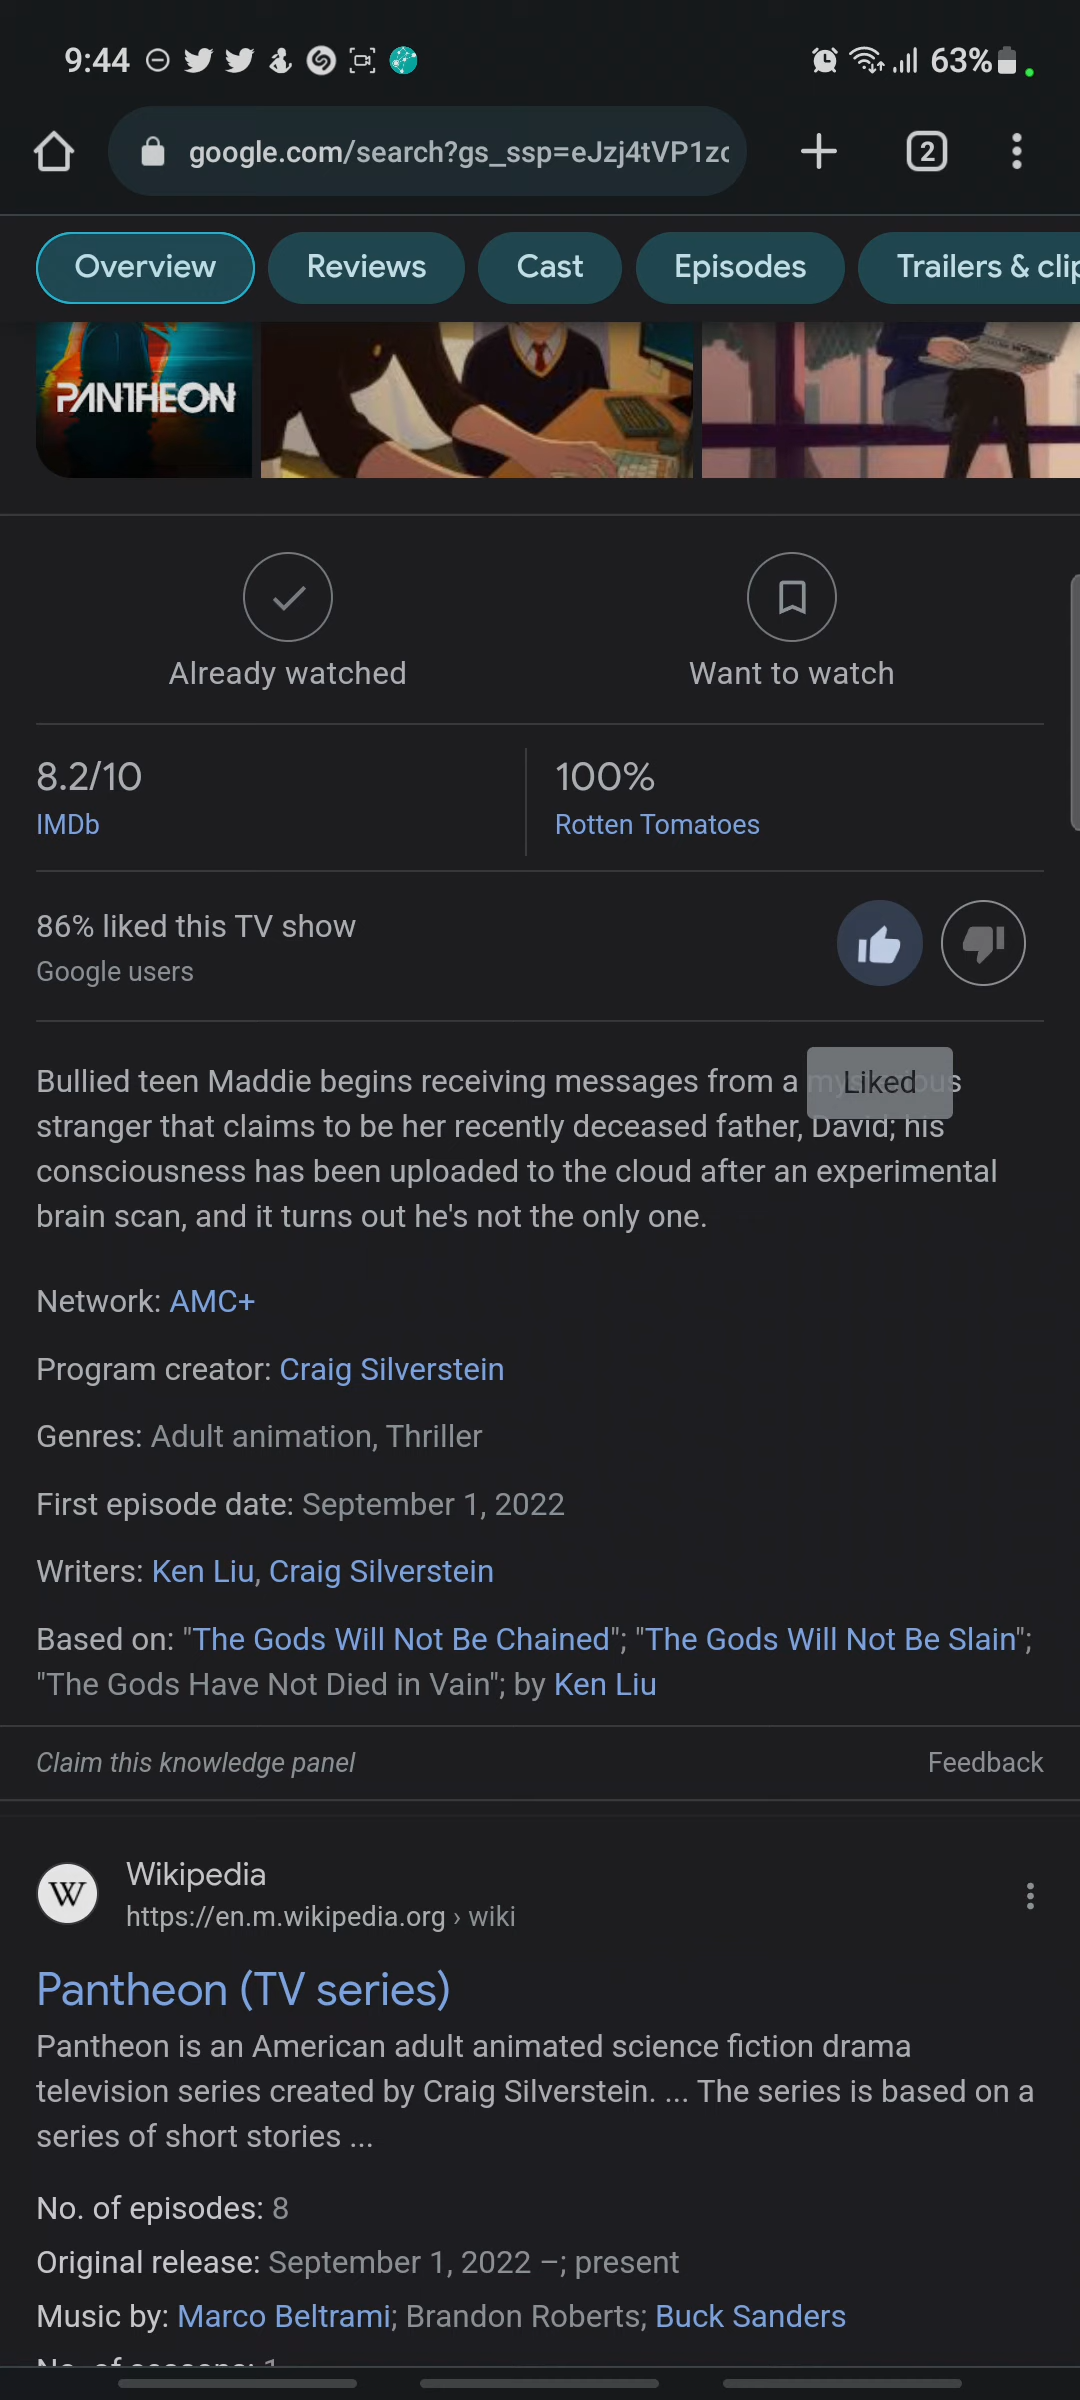 9:44
63%
google.com/search?gs_ssp=eJzj4tVP1zc
2
Overview
Reviews
Cast
Episodes
Trailers & clip
PANTHEON
Already watched
Want to watch
8.2/10
IMDb
100%
Rotten Tomatoes
86% liked this TV show
Google users
Bullied teen Maddie begins receiving messages from a mysterious
Liked
stranger that claims to be her recently deceased father, David; his
consciousness has been uploaded to the cloud after an experimental
brain scan, and it turns out he's not the only one.
Network: AMC+
Program creator: Craig Silverstein
Genres: Adult animation, Thriller
First episode date: September 1, 2022
Writers: Ken Liu, Craig Silverstein
Based on: "The Gods Will Not Be Chained"; "The Gods Will Not Be Slain";
"The Gods Have Not Died in Vain"; by Ken Liu
Claim this knowledge panel
Feedback
W
Wikipedia
https://en.m.wikipedia.org › wiki
Pantheon (TV series)
Pantheon is an American adult animated science fiction drama
television series created by Craig Silverstein. ... The series is based on a
series of short stories ...
No. of episodes: 8
Original release: September 1, 2022 –; present
Music by: Marco Beltrami; Brandon Roberts; Buck Sanders
No. of seasons: 1